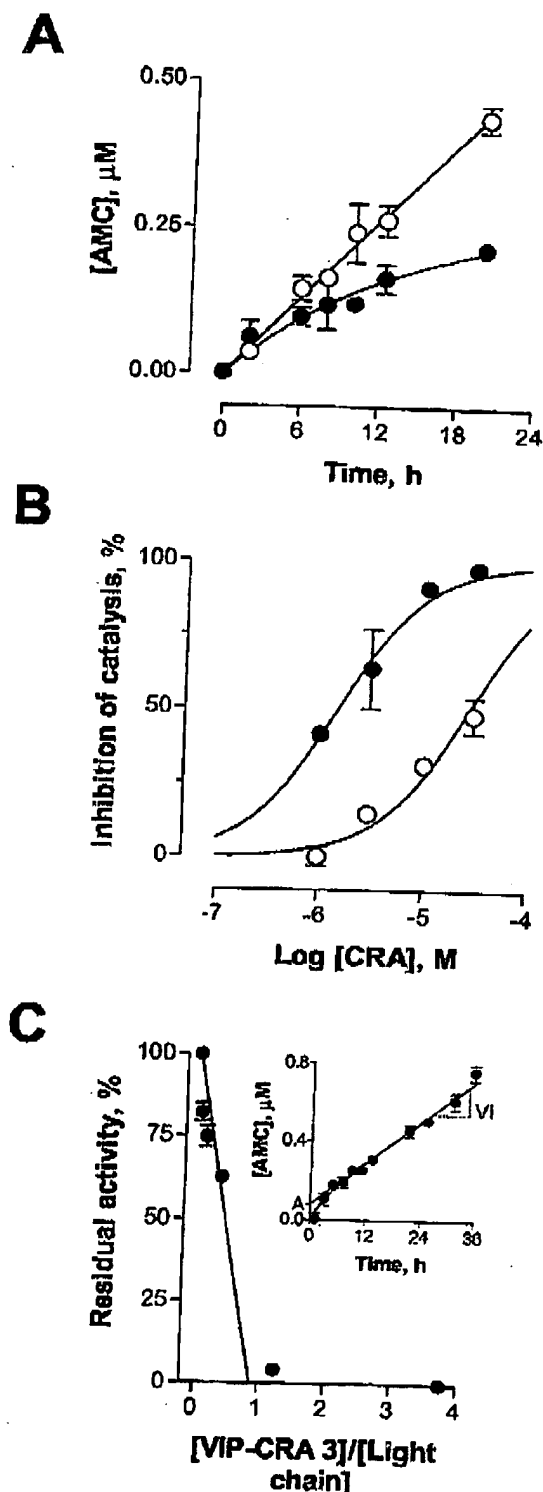 A
0.50
0.25
0.00
[AMC], μM
0 6 12 18 24
Time, h
B
100
50
0
Inhibition of catalysis, %
-7 -6 -5 -4
Log [CRA], M
C
100
75
50
25
0
Residual activity, %
0 1 2 3 4
[VIP-CRA 3]/[Light
chain]
0.8
0.4
0.0
A
[AMC], μM
VI
0 12 24 36
Time, h